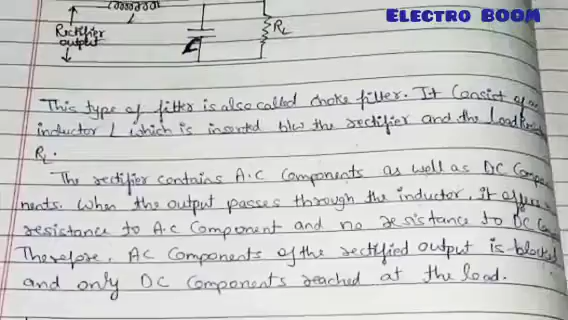 ELECTRO BOOM
Rectifier
output
L
C
RL
This type of filter is also called choke filter. It Consist of an
inductor L which is inserted b/w the rectifier and the Load
RL.
The rectifier contains A.C Components as well as DC Compo
nents. When the output passes through the inductor, it offers
resistance to A.c Component and no resistance to DC
Therefore, AC Components of the rectified output is blocked
and only DC Components reached at the load.